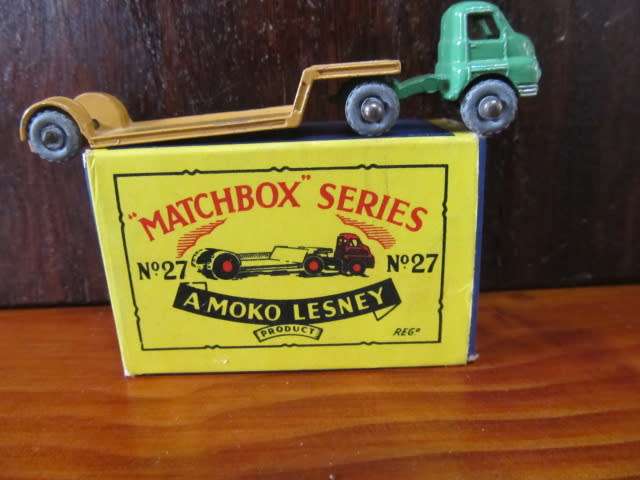 "MATCHBOX" SERIES
Nº27 Nº27
A MOKO LESNEY
PRODUCT
REGD